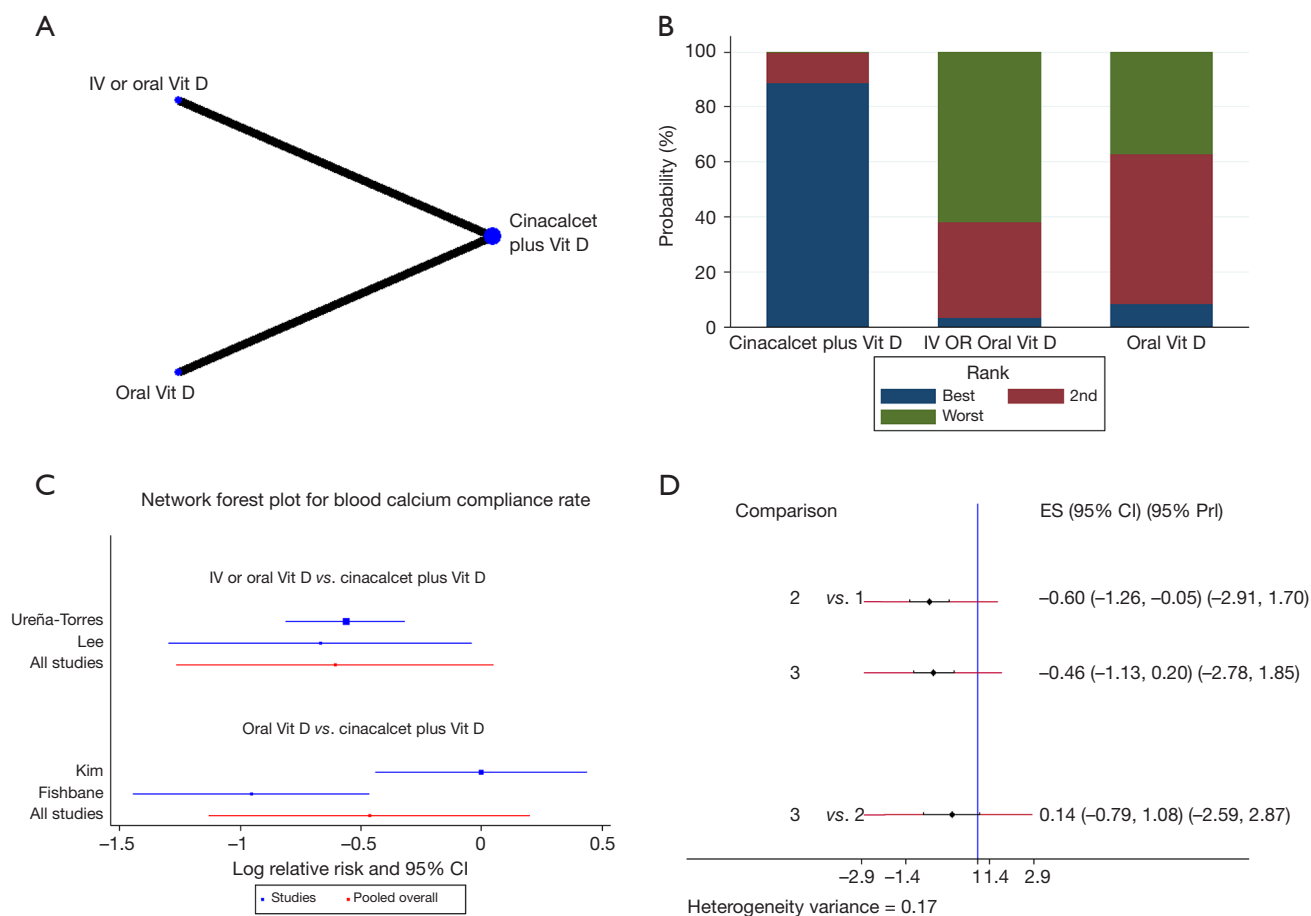 A
IV or oral Vit D
Cinacalcet
plus Vit D
Oral Vit D
B
100
80
60
40
20
0
Probability (%)
Cinacalcet plus Vit D
IV OR Oral Vit D
Oral Vit D
Rank
Best
2nd
Worst
C
Network forest plot for blood calcium compliance rate
IV or oral Vit D vs. cinacalcet plus Vit D
Ureña-Torres
Lee
All studies
Oral Vit D vs. cinacalcet plus Vit D
Kim
Fishbane
All studies
−1.5 −1 −0.5 0 0.5
Log relative risk and 95% CI
Studies Pooled overall
D
Comparison ES (95% CI) (95% PrI)
2 vs. 1 −0.60 (−1.26, −0.05) (−2.91, 1.70)
3 −0.46 (−1.13, 0.20) (−2.78, 1.85)
3 vs. 2 0.14 (−0.79, 1.08) (−2.59, 2.87)
−2.9 −1.4 11.4 2.9
Heterogeneity variance = 0.17